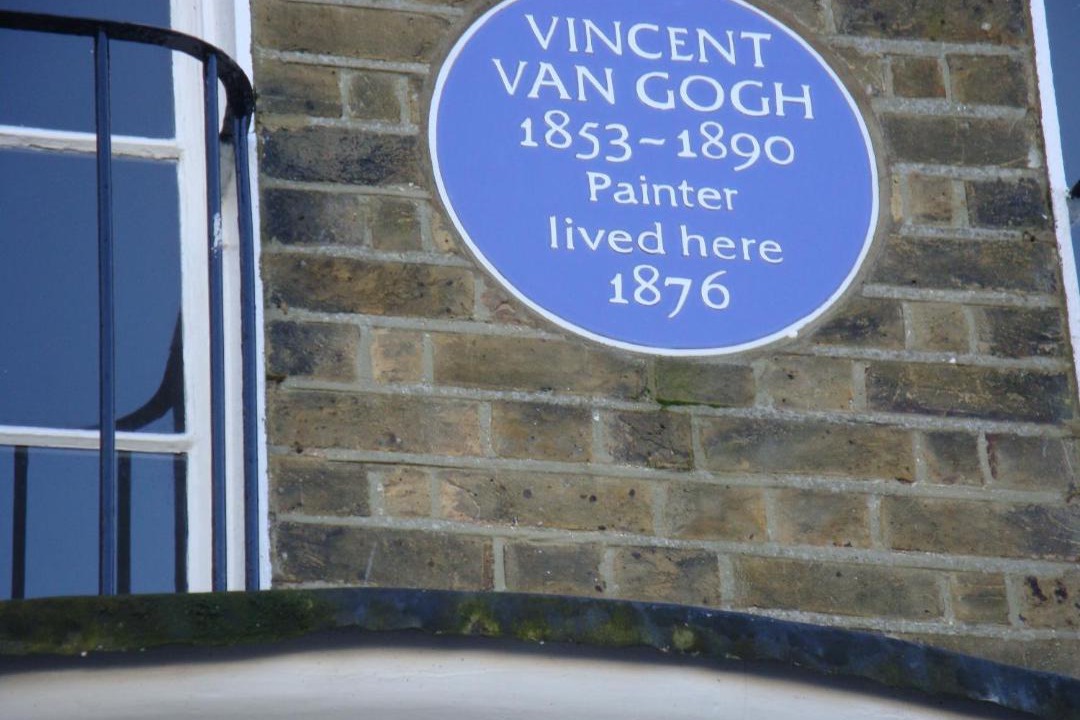 VINCENT
VAN GOGH
1853~1890
Painter
lived here
1876